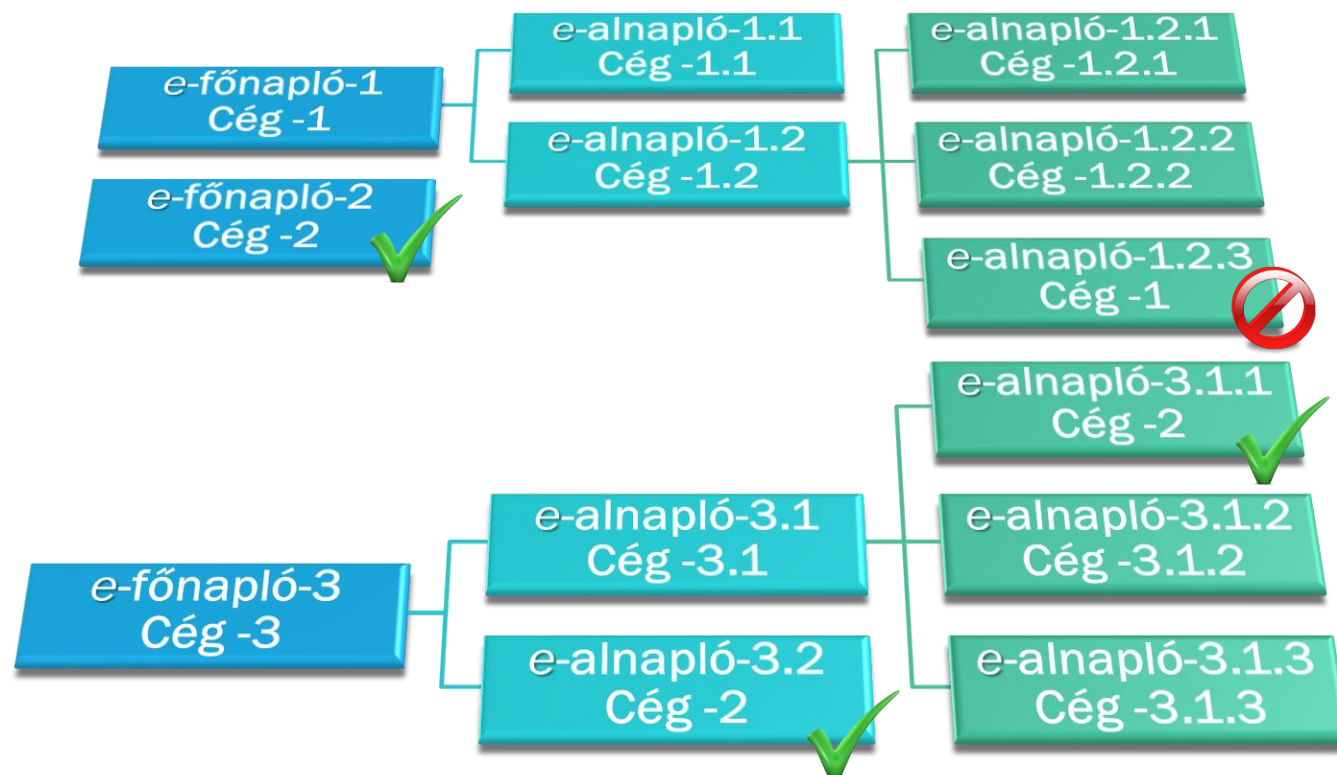 e-főnapló-1
Cég -1
e-főnapló-2
Cég -2
e-alnapló-1.1
Cég -1.1
e-alnapló-1.2
Cég -1.2
e-alnapló-1.2.1
Cég -1.2.1
e-alnapló-1.2.2
Cég -1.2.2
e-alnapló-1.2.3
Cég -1
e-főnapló-3
Cég -3
e-alnapló-3.1
Cég -3.1
e-alnapló-3.2
Cég -2
e-alnapló-3.1.1
Cég -2
e-alnapló-3.1.2
Cég -3.1.2
e-alnapló-3.1.3
Cég -3.1.3